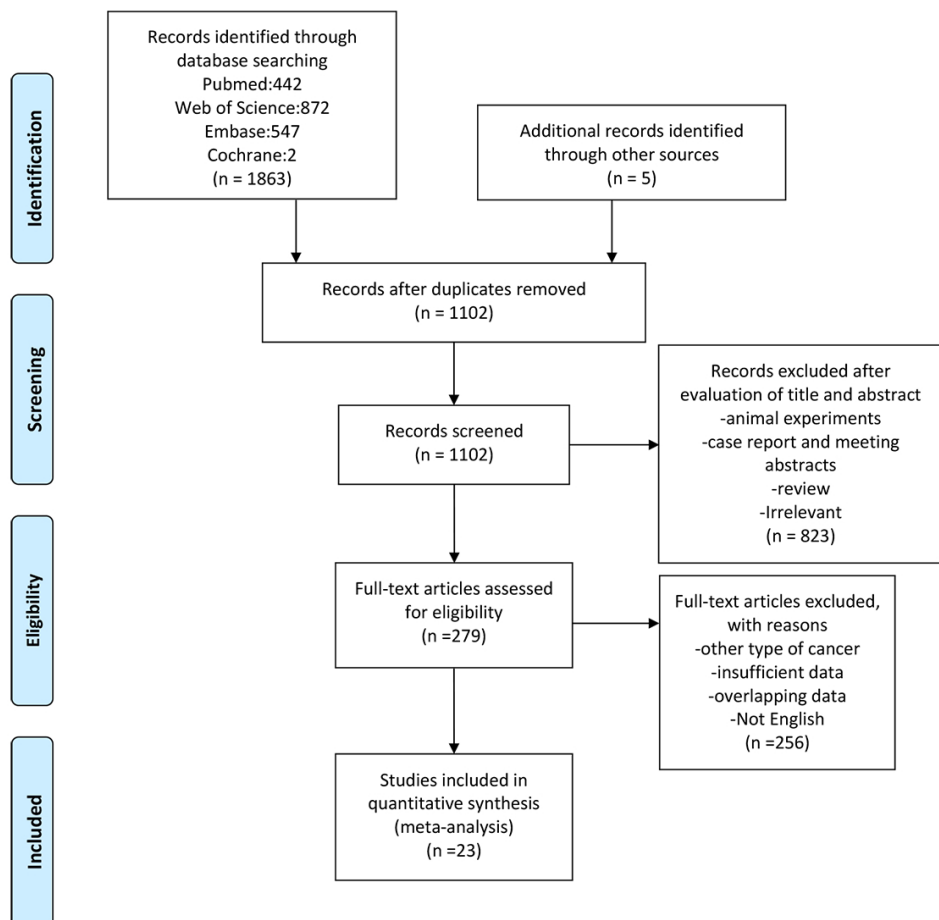 Identification
Records identified through
database searching
Pubmed:442
Web of Science:872
Embase:547
Cochrane:2
(n = 1863)
Additional records identified
through other sources
(n = 5)
Records after duplicates removed
(n = 1102)
Screening
Records screened
(n = 1102)
Records excluded after
evaluation of title and abstract
-animal experiments
-case report and meeting
abstracts
-review
-Irrelevant
(n = 823)
Eligibility
Full-text articles assessed
for eligibility
(n =279)
Full-text articles excluded,
with reasons
-other type of cancer
-insufficient data
-overlapping data
-Not English
(n =256)
Included
Studies included in
quantitative synthesis
(meta-analysis)
(n =23)